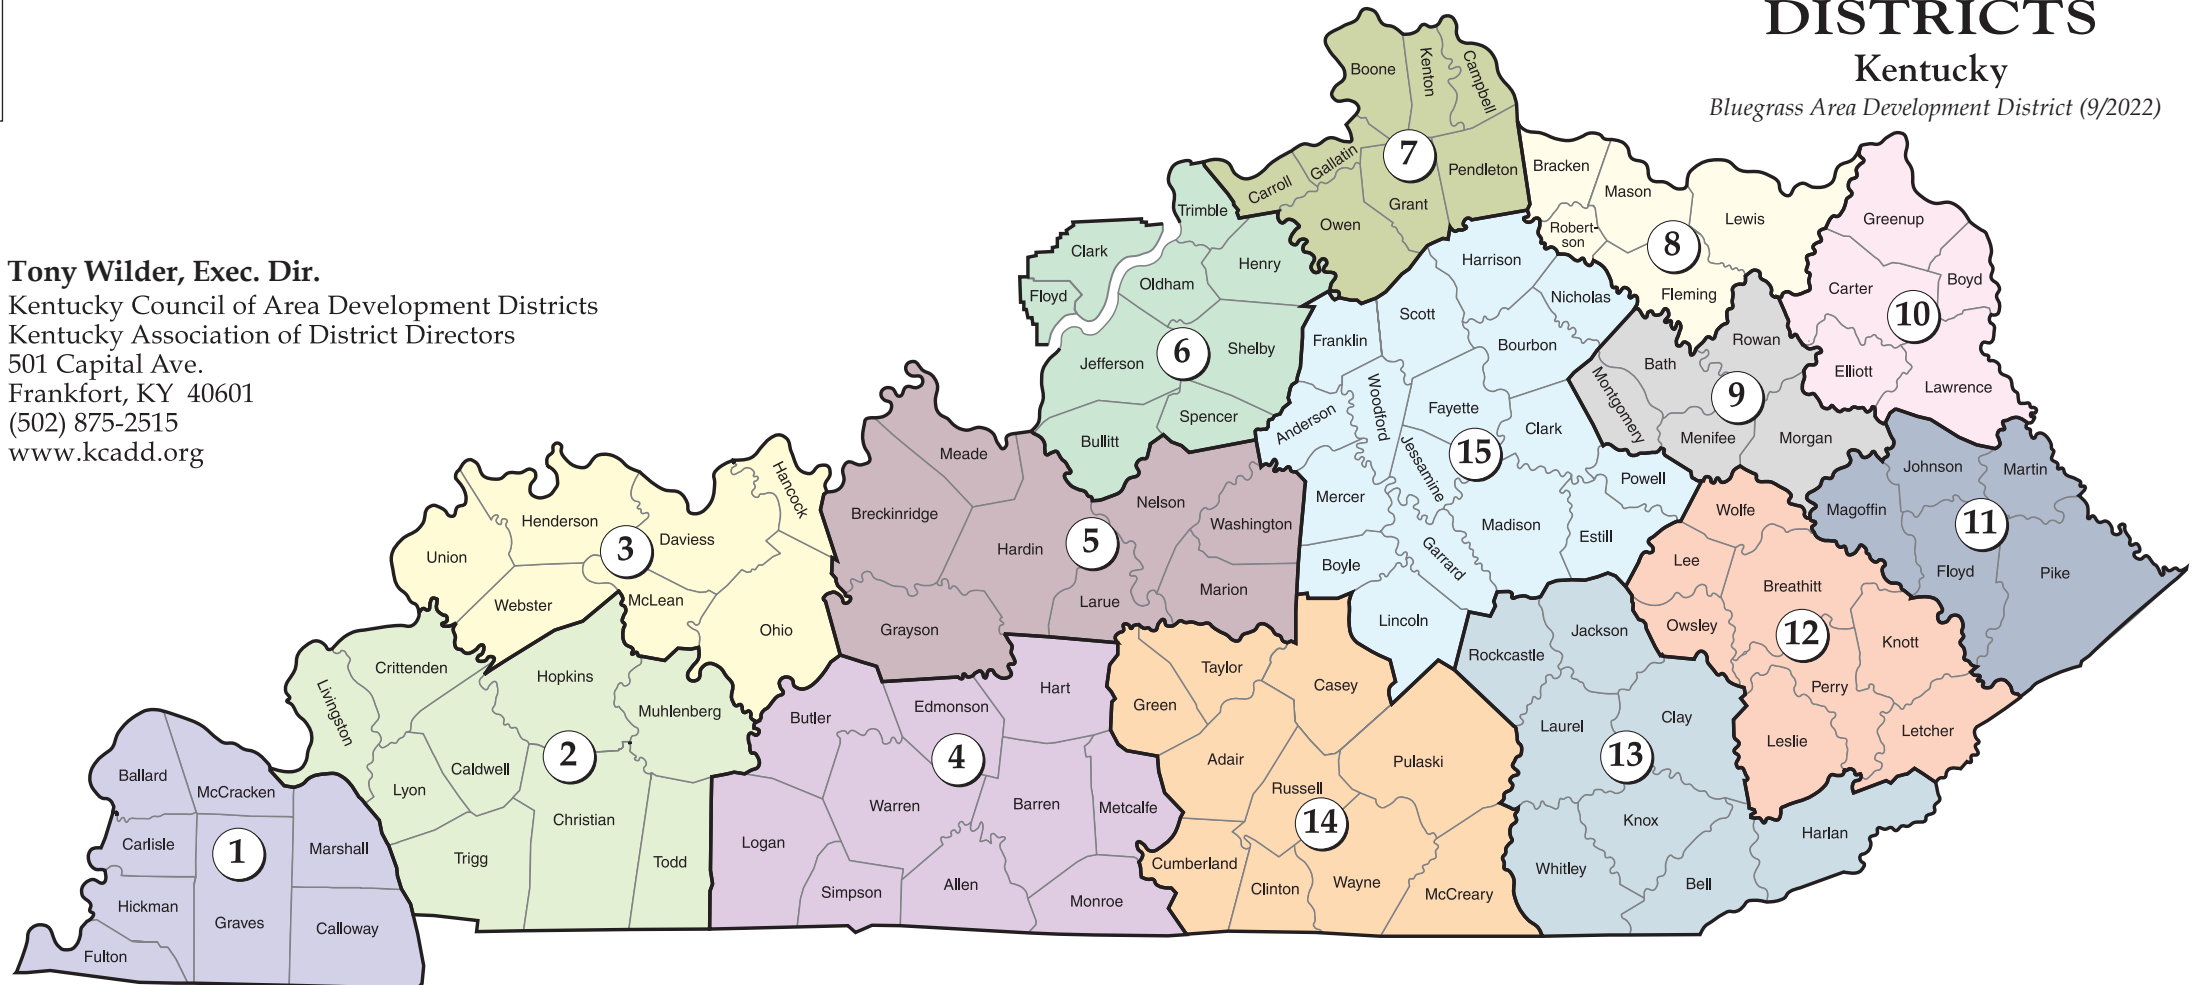 DISTRICTS
Kentucky
Bluegrass Area Development District (9/2022)
Tony Wilder, Exec. Dir.
Kentucky Council of Area Development Districts
Kentucky Association of District Directors
501 Capital Ave.
Frankfort, KY 40601
(502) 875-2515
www.kcadd.org
Ballard
McCracken
Carlisle
1
Marshall
Hickman
Graves
Calloway
Fulton
Livingston
Crittenden
Hopkins
Muhlenberg
Lyon
Caldwell
2
Christian
Trigg
Todd
Union
Henderson
3
Daviess
Hancock
Webster
McLean
Ohio
Butler
Edmonson
Hart
4
Logan
Warren
Barren
Metcalfe
Simpson
Allen
Monroe
Meade
Breckinridge
Hardin
5
Nelson
Washington
Larue
Marion
Grayson
Clark
Floyd
Trimble
Henry
Oldham
Jefferson
6
Shelby
Spencer
Bullitt
Boone
Kenton
Campbell
7
Carroll
Gallatin
Pendleton
Grant
Owen
Bracken
Mason
Lewis
Robert-
son
8
Fleming
Rowan
Bath
9
Montgomery
Menifee
Morgan
Greenup
Boyd
Carter
10
Elliott
Lawrence
Johnson
Martin
Magoffin
11
Floyd
Pike
Wolfe
Lee
Breathitt
Owsley
12
Knott
Perry
Leslie
Letcher
Jackson
Rockcastle
Laurel
Clay
13
Knox
Harlan
Whitley
Bell
Taylor
Casey
Green
Adair
Pulaski
Russell
14
Cumberland
Clinton
Wayne
McCreary
Harrison
Nicholas
Scott
Franklin
Bourbon
Woodford
Anderson
Fayette
Clark
Jessamine
15
Powell
Mercer
Madison
Estill
Garrard
Boyle
Lincoln